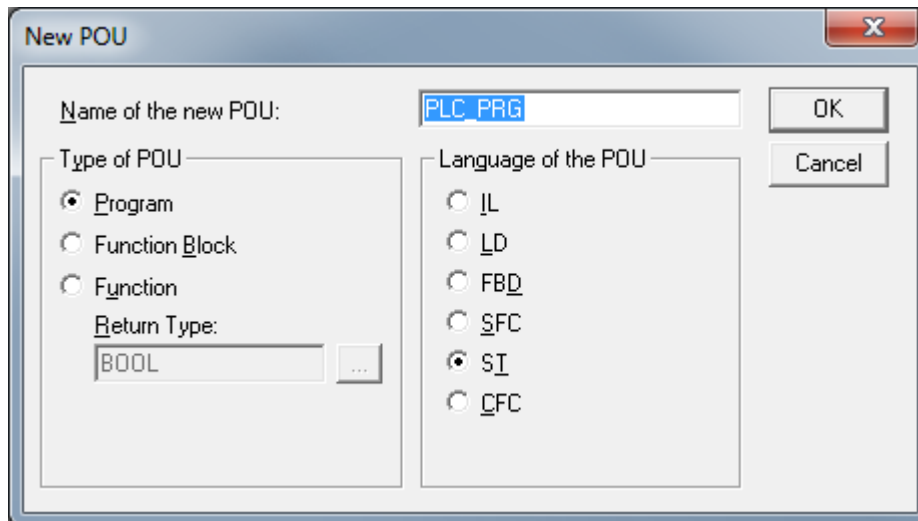 New POU
Name of the new POU:
PLC_PRG
OK
Cancel
Type of POU
Program
Function Block
Function
Return Type:
BOOL
...
Language of the POU
IL
LD
FBD
SFC
ST
CFC